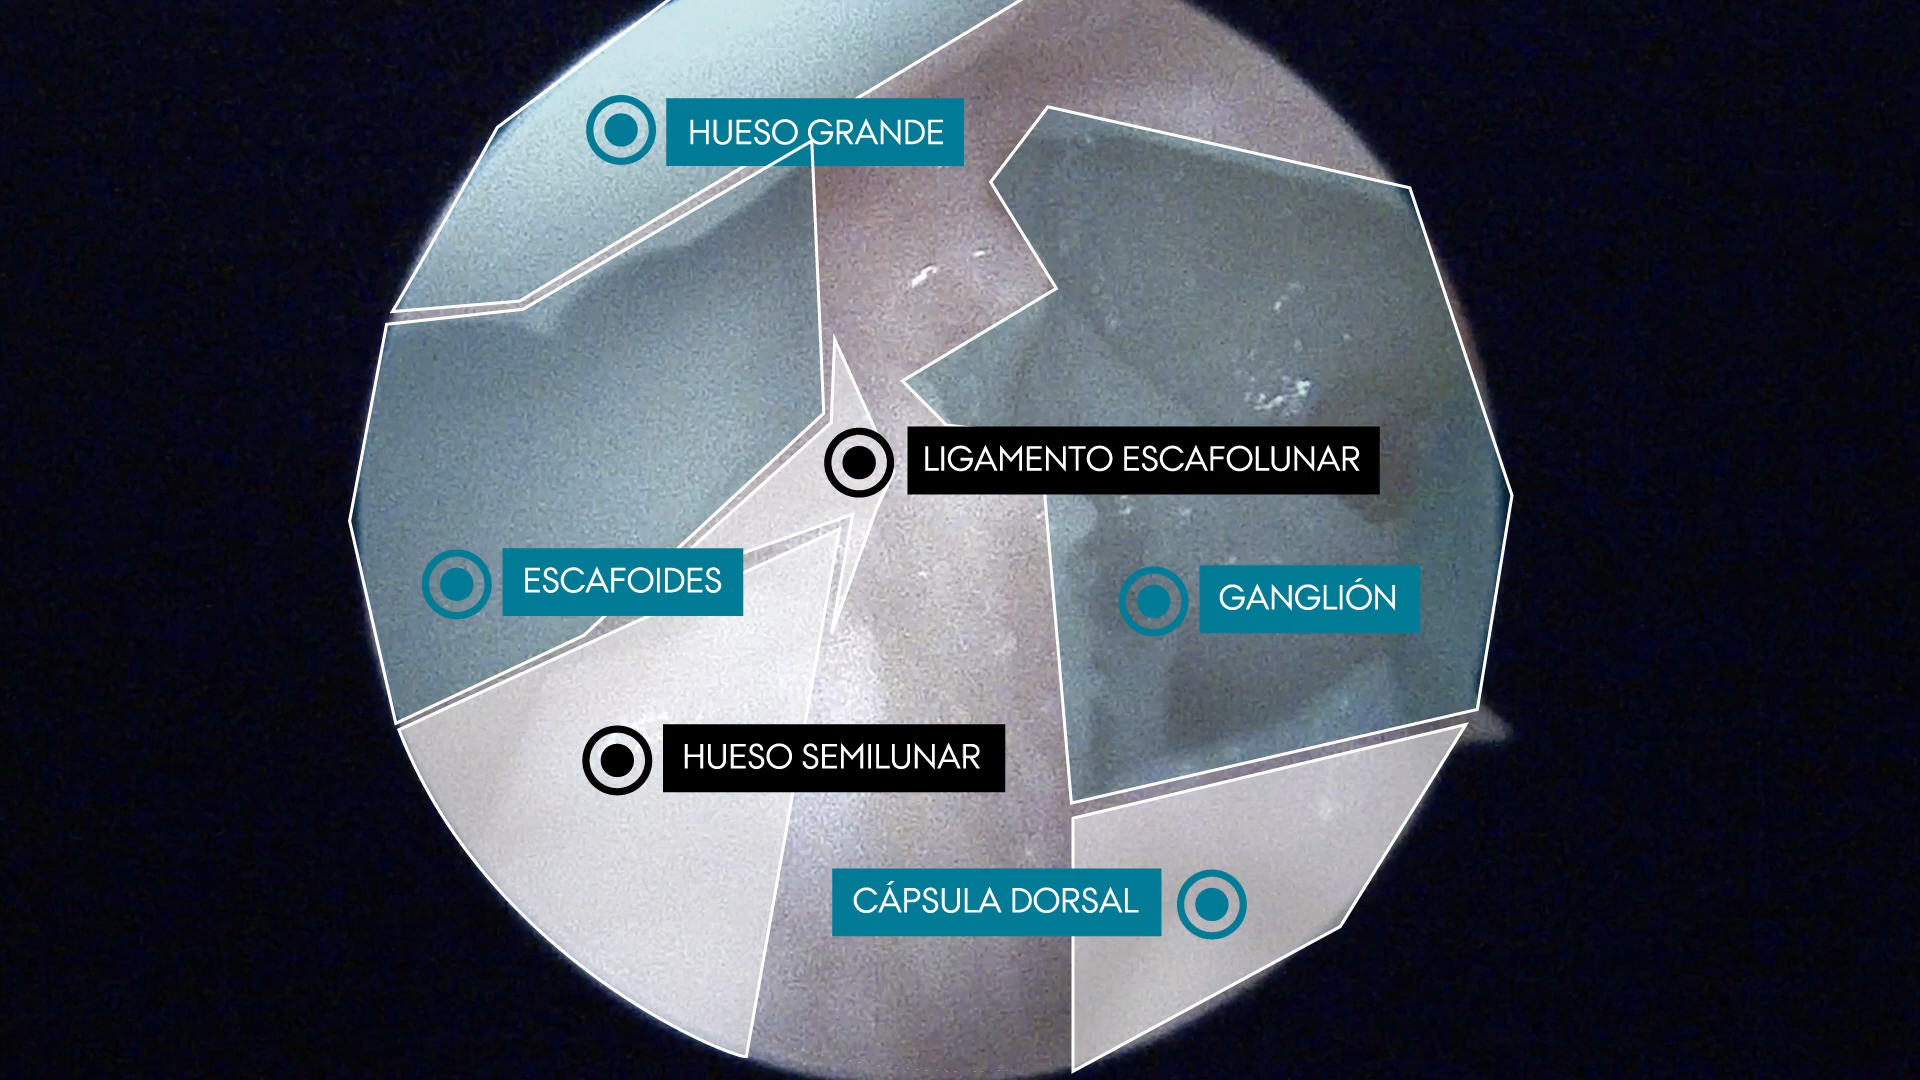 HUESO GRANDE
LIGAMENTO ESCAFOLUNAR
ESCAFOIDES
GANGLIÓN
HUESO SEMILUNAR
CÁPSULA DORSAL